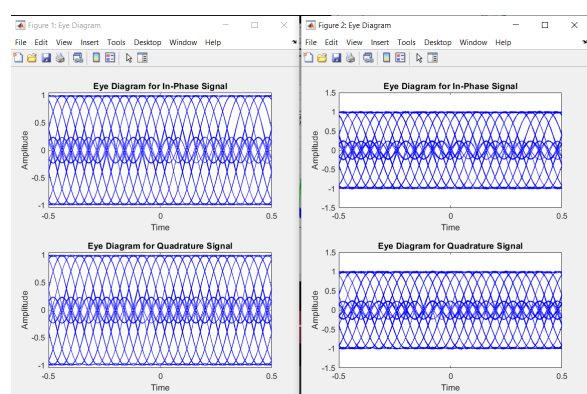 Figure 1: Eye Diagram
File Edit View Insert Tools Desktop Window Help
Eye Diagram for In-Phase Signal
1
0.5
0
-0.5
-1
Amplitude
-0.5 0 0.5
Time
Eye Diagram for Quadrature Signal
1
0.5
0
-0.5
-1
Amplitude
-0.5 0 0.5
Time
Figure 2: Eye Diagram
File Edit View Insert Tools Desktop Window Help
Eye Diagram for In-Phase Signal
1.5
1
0.5
0
-0.5
-1
-1.5
Amplitude
-0.5 0 0.5
Time
Eye Diagram for Quadrature Signal
1.5
1
0.5
0
-0.5
-1
-1.5
Amplitude
-0.5 0 0.5
Time